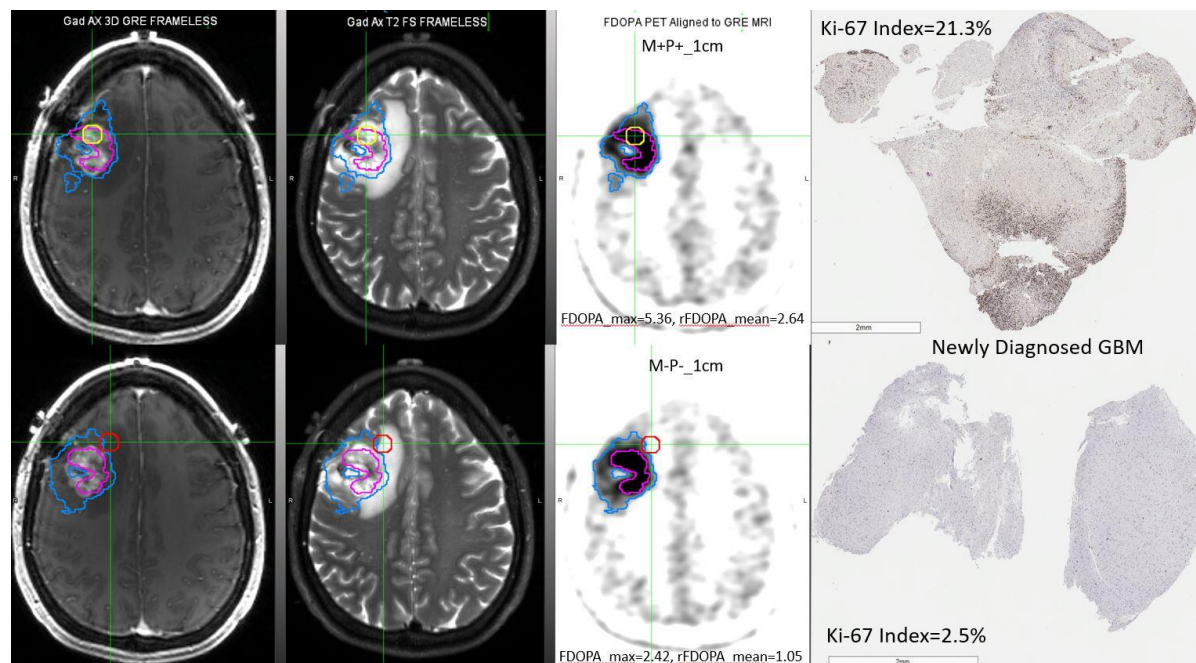 Gad AX 3D GRE FRAMELESS
Gad Ax T2 FS FRAMELESS
FDOPA PET Aligned to GRE MRI
M+P+_1cm
Ki-67 Index=21.3%
R
L
R
L
R
L
FDOPA_max=5.36, rFDOPA_mean=2.64
2mm
M-P-_1cm
Newly Diagnosed GBM
R
L
R
L
R
L
FDOPA_max=2.42, rFDOPA_mean=1.05
Ki-67 Index=2.5%
2mm